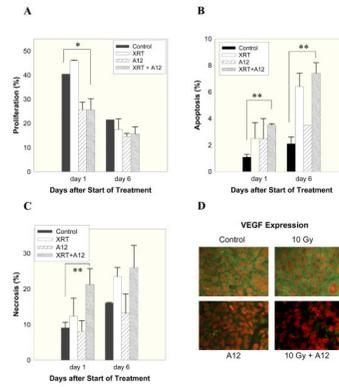 A
*
Control
XRT
A12
XRT + A12
Proliferation (%)
50
40
30
20
10
0
day 1
day 6
Days after Start of Treatment
B
Control
XRT
A12
XRT + A12
**
**
Apoptosis (%)
8
6
4
2
0
day 1
day 6
Days after Start of Treatment
C
Control
XRT
A12
XRT+A12
**
Necrosis (%)
30
20
10
0
day 1
day 6
Days after Start of Treatment
D
VEGF Expression
Control
10 Gy
A12
10 Gy + A12